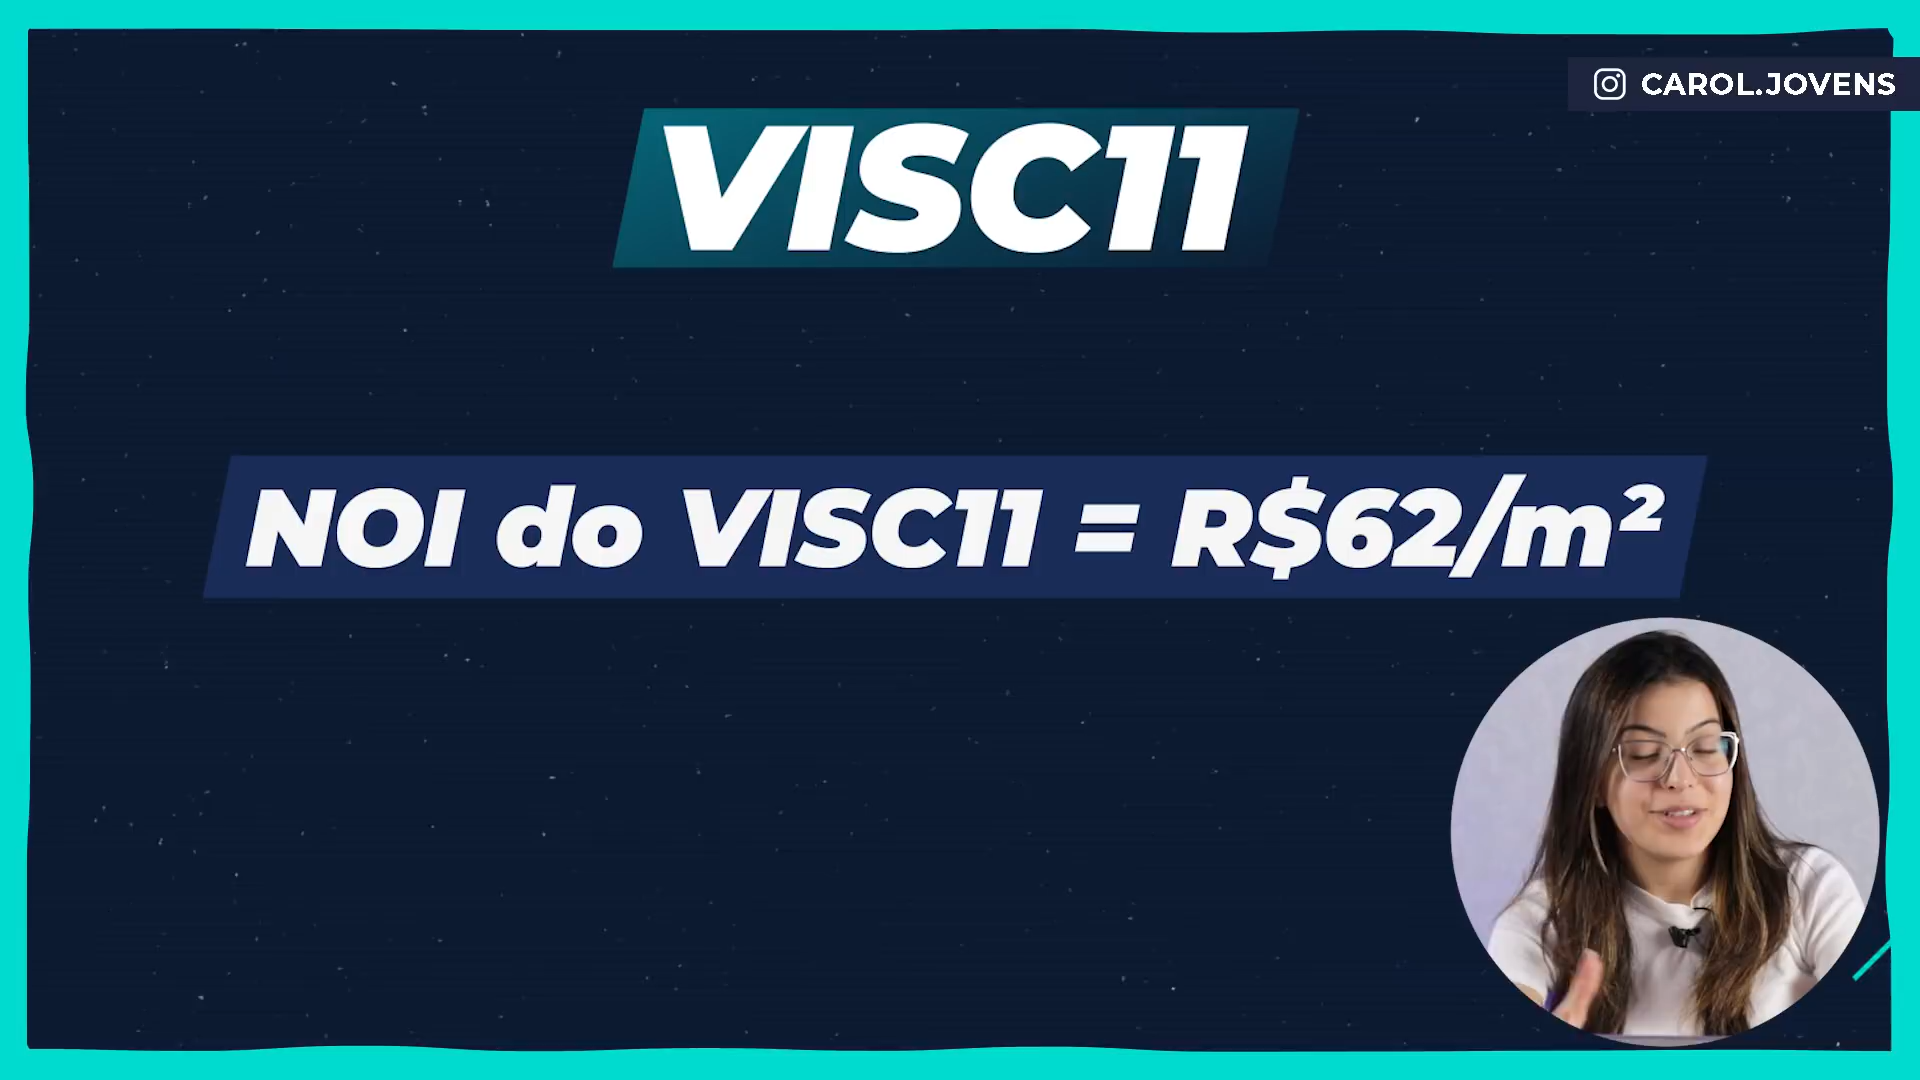 CAROL.JOVENS
VISC11
NOI do VISC11 = R$62/m²